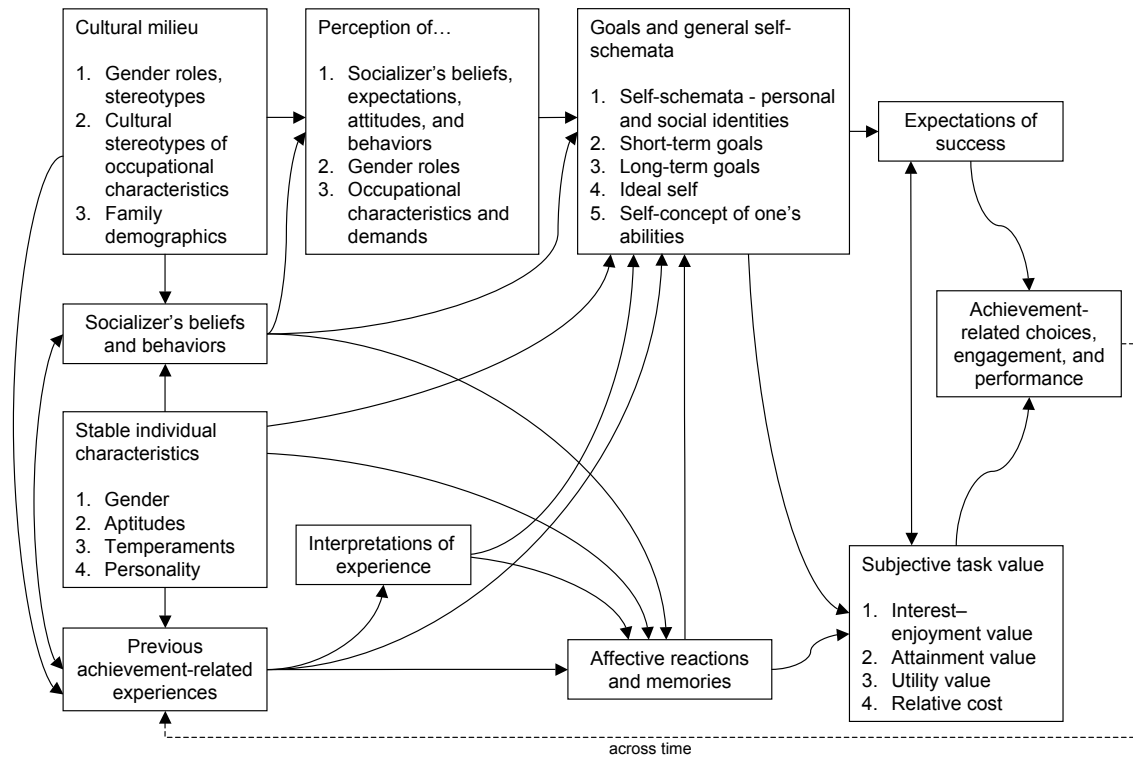 Cultural milieu
1. Gender roles,
stereotypes
2. Cultural
stereotypes of
occupational
characteristics
3. Family
demographics
Perception of…
1. Socializer's beliefs,
expectations,
attitudes, and
behaviors
2. Gender roles
3. Occupational
characteristics and
demands
Goals and general self-
schemata
1. Self-schemata - personal
and social identities
2. Short-term goals
3. Long-term goals
4. Ideal self
5. Self-concept of one's
abilities
Expectations of
success
Socializer's beliefs
and behaviors
Achievement-
related choices,
engagement, and
performance
Stable individual
characteristics
1. Gender
2. Aptitudes
3. Temperaments
4. Personality
Interpretations of
experience
Subjective task value
1. Interest–
enjoyment value
2. Attainment value
3. Utility value
4. Relative cost
Previous
achievement-related
experiences
Affective reactions
and memories
across time